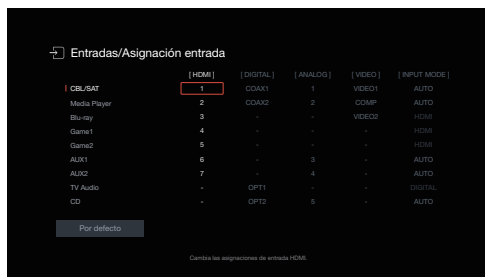 Entradas/Asignación entrada
[ HDMI ] [ DIGITAL ] [ ANALOG ] [ VIDEO ] [ INPUT MODE ]
CBL/SAT 1 COAX1 1 VIDEO1 AUTO
Media Player 2 COAX2 2 COMP AUTO
Blu-ray 3 - - VIDEO2 HDMI
Game1 4 - - - HDMI
Game2 5 - - - HDMI
AUX1 6 - 3 - AUTO
AUX2 7 - 4 - AUTO
TV Audio - OPT1 - - DIGITAL
CD - OPT2 5 - AUTO
Por defecto
Cambia las asignaciones de entrada HDMI.